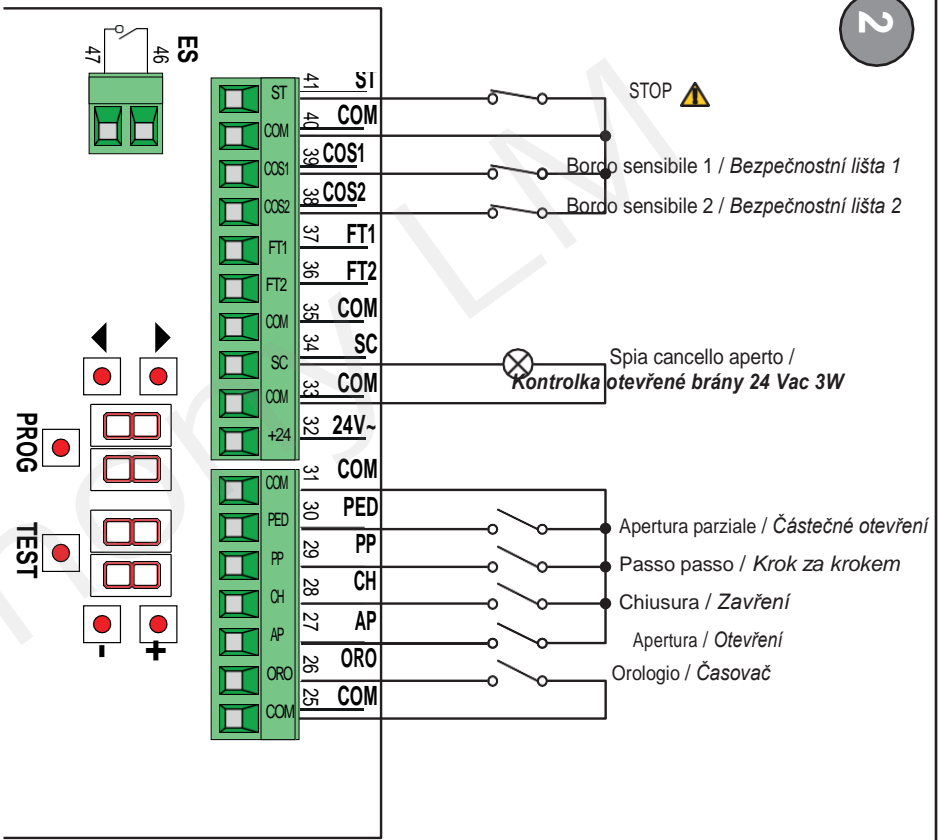 2
ES
47
46
41 ST
40 COM
39 COS1
38 COS2
37 FT1
36 FT2
35 COM
34 SC
33 COM
32 24V~
31 COM
30 PED
29 PP
28 CH
27 AP
26 ORO
25 COM
ST
COM
COS1
COS2
FT1
FT2
COM
SC
COM
+24
COM
PED
PP
CH
AP
ORO
COM
STOP
Bordo sensibile 1 / Bezpečnostní lišta 1
Bordo sensibile 2 / Bezpečnostní lišta 2
Spia cancello aperto /
Kontrolka otevřené brány 24 Vac 3W
Apertura parziale / Částečné otevření
Passo passo / Krok za krokem
Chiusura / Zavření
Apertura / Otevření
Orologio / Časovač
PROG
TEST
- +